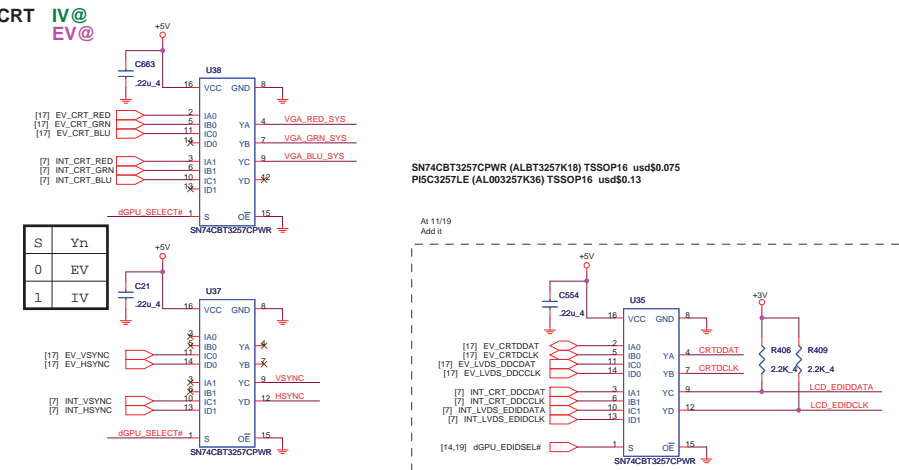 CRT IV@
EV@
+5V
C663
.22u_4
U38
16 VCC GND 8
[17] EV_CRT_RED 2 IA0 YA 4 VGA_RED_SYS
[17] EV_CRT_GRN 5 IB0
[17] EV_CRT_BLU 11 IC0 YB 7 VGA_GRN_SYS
14 ID0
[7] INT_CRT_RED 3 IA1 YC 9 VGA_BLU_SYS
[7] INT_CRT_GRN 6 IB1
[7] INT_CRT_BLU 10 IC1 YD 12
13 ID1
dGPU_SELECT# 1 S OE 15
SN74CBT3257CPWR
SN74CBT3257CPWR (ALBT3257K18) TSSOP16 usd$0.075
PI5C3257LE (AL003257K36) TSSOP16 usd$0.13
S Yn
0 EV
1 IV
+5V
C21
.22u_4
U37
16 VCC GND 8
2 IA0 YA 4
5 IB0
[17] EV_VSYNC 11 IC0
[17] EV_HSYNC 14 ID0 YB 7
3 IA1 YC 9 VSYNC
6 IB1
[7] INT_VSYNC 10 IC1 YD 12 HSYNC
[7] INT_HSYNC 13 ID1
dGPU_SELECT# 1 S OE 15
SN74CBT3257CPWR
At 11/19
Add it
+5V
C554
.22u_4
U35
16 VCC GND 8
+3V
[17] EV_CRTDDAT 2 IA0 YA 4 CRTDDAT
[17] EV_CRTDCLK 5 IB0
[17] EV_LVDS_DDCDAT 11 IC0
[17] EV_LVDS_DDCCLK 14 ID0 YB 7 CRTDCLK
R406
2.2K_4
R409
2.2K_4
[7] INT_CRT_DDCDAT 3 IA1 YC 9 LCD_EDIDDATA
[7] INT_CRT_DDCCLK 6 IB1
[7] INT_LVDS_EDIDDATA 10 IC1 YD 12 LCD_EDIDCLK
[7] INT_LVDS_EDIDCLK 13 ID1
[14,19] dGPU_EDIDSEL# 1 S OE 15
SN74CBT3257CPWR